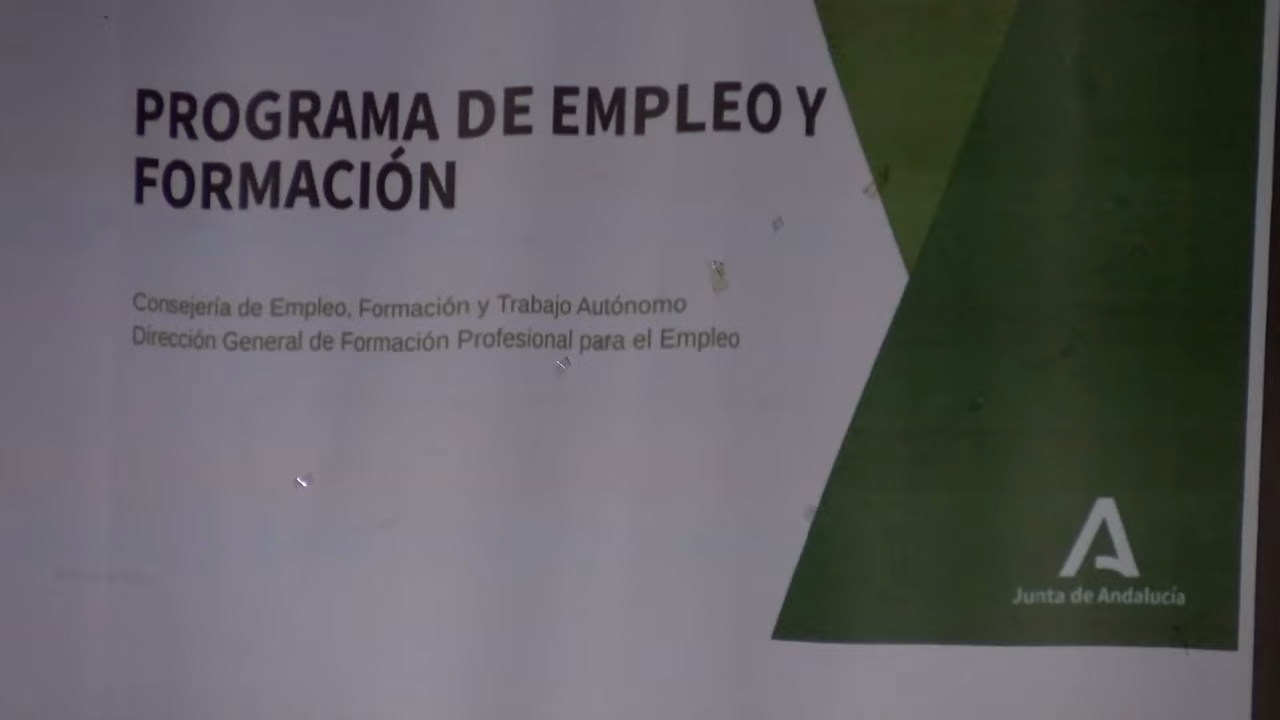 PROGRAMA DE EMPLEO Y
FORMACIÓN
Consejería de Empleo, Formación y Trabajo Autónomo
Dirección General de Formación Profesional para el Empleo
Junta de Andalucía